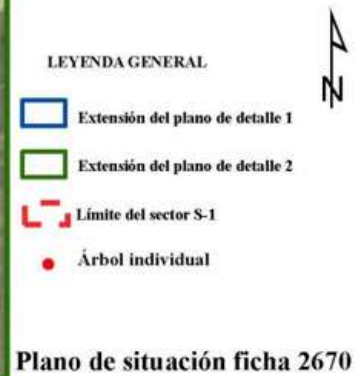 N
LEYENDA GENERAL
Extensión del plano de detalle 1
Extensión del plano de detalle 2
Límite del sector S-1
Árbol individual
Plano de situación ficha 2670